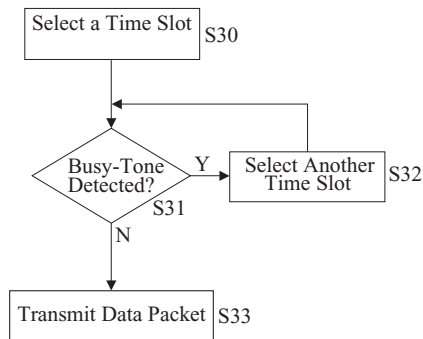 Select a Time Slot
S30
Busy-Tone
Detected?
S31
Y
Select Another
Time Slot
S32
N
Transmit Data Packet
S33